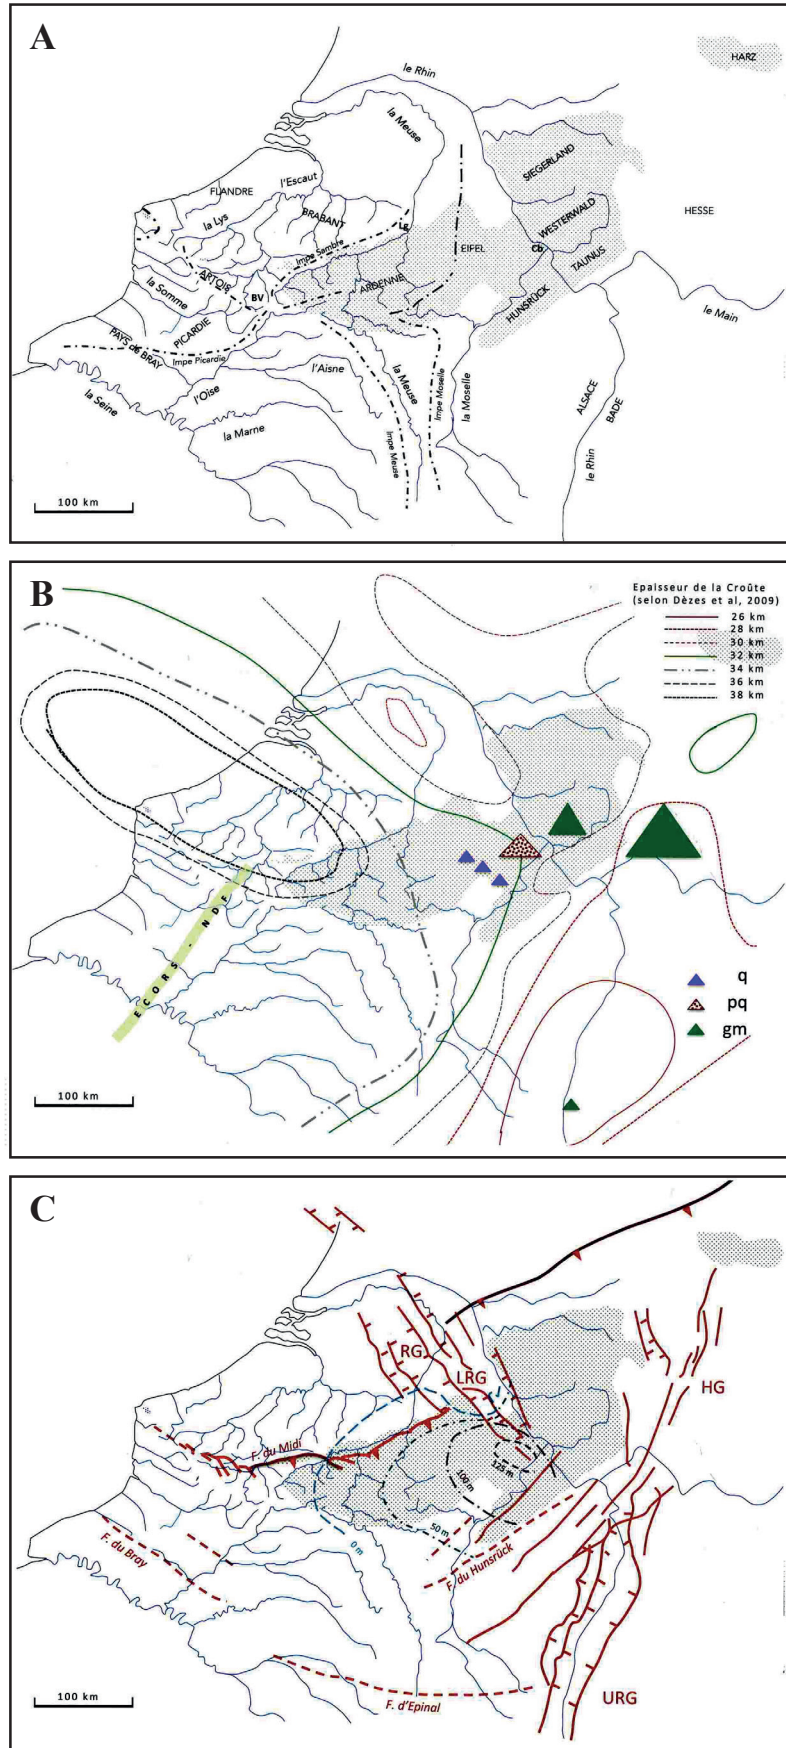 A
HARZ
le Rhin
la Meuse
SIEGERLAND
FLANDRE
l'Escaut
HESSE
la Lys
BRABANT
Lg
WESTERWALD
Impe Sambre
EIFEL
Cb
TAUNUS
ARTOIS
ARDENNE
BV
la Somme
HUNSRÜCK
le Main
PICARDIE
PAYS de BRAY
Impe Picardie
l'Aisne
la Meuse
Impe Moselle
la Moselle
la Seine
l'Oise
ALSACE
BADE
la Marne
Impe Meuse
le Rhin
100 km
B
Epaisseur de la Croûte
(selon Dèzes et al, 2009)
26 km
28 km
30 km
32 km
34 km
36 km
38 km
ECORS - NDF
q
pq
gm
100 km
C
RG
LRG
HG
F. du Midi
100 m
125 m
50 m
0 m
F. du Bray
F. du Hunsrück
100 km
F. d'Epinal
URG